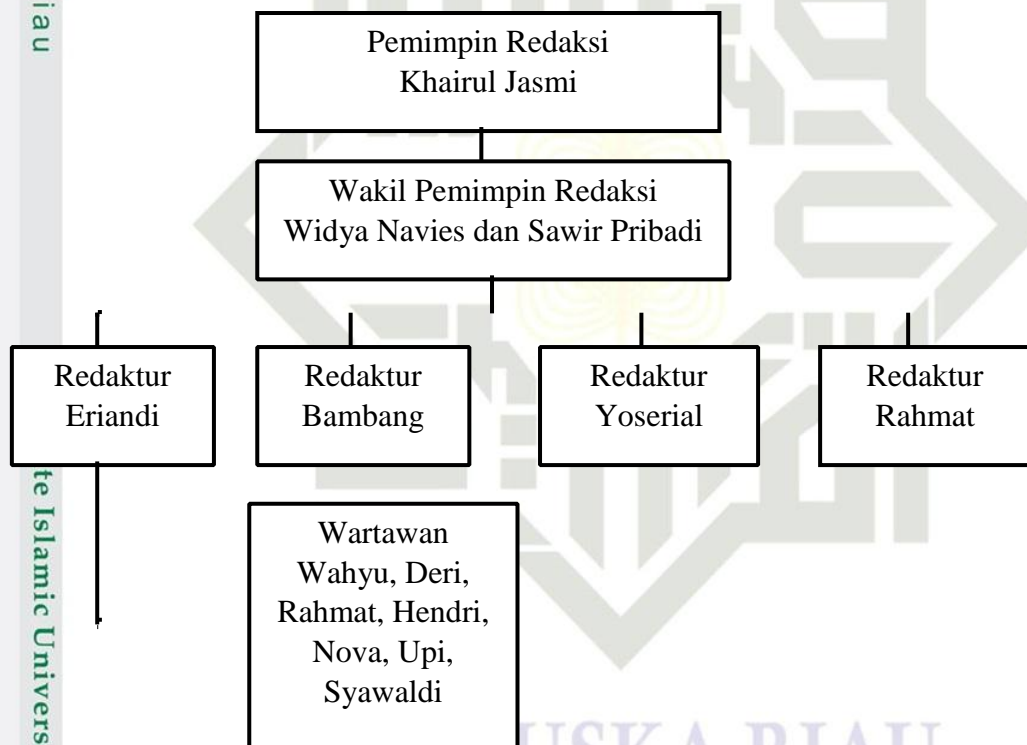 iau
Pemimpin Redaksi
Khairul Jasmi
Wakil Pemimpin Redaksi
Widya Navies dan Sawir Pribadi
Redaktur
Eriandi
Redaktur
Bambang
Redaktur
Yoserial
Redaktur
Rahmat
te Islamic Univers
Wartawan
Wahyu, Deri,
Rahmat, Hendri,
Nova, Upi,
Syawaldi
USKA RIAU